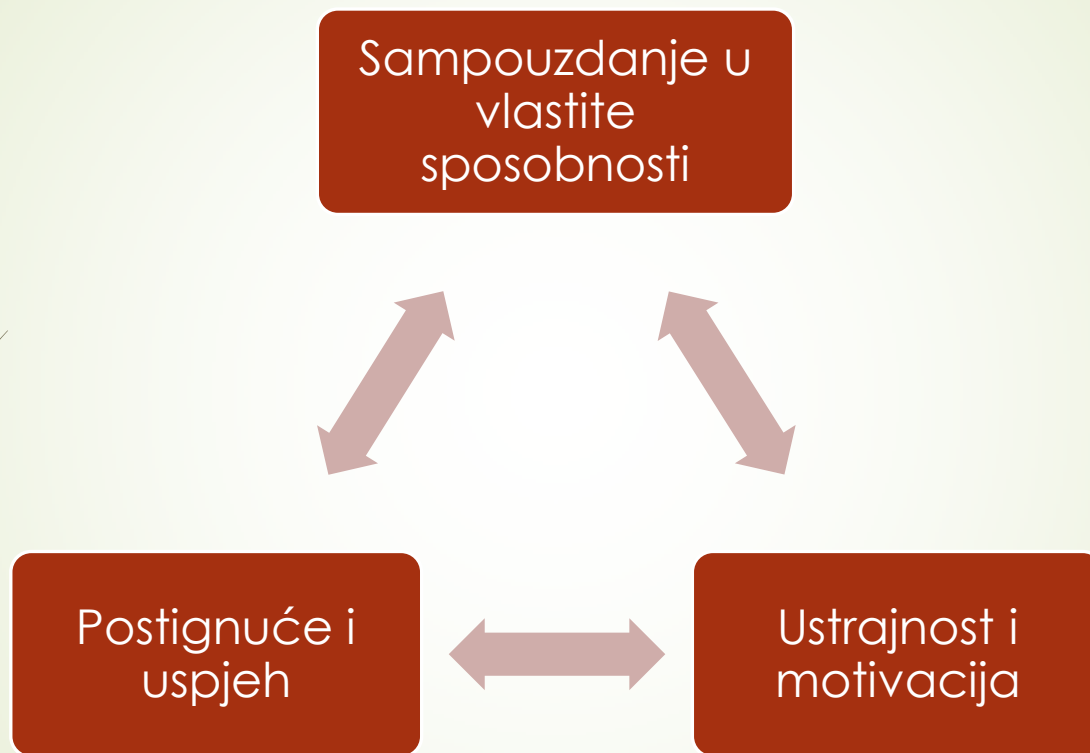 Sampouzdanje u
vlastite
sposobnosti
Postignuće i
uspjeh
Ustrajnost i
motivacija